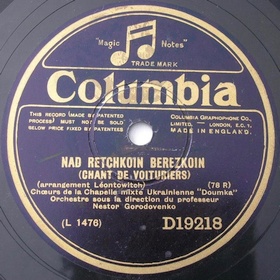 "Magic Notes"
TRADE MARK
Columbia
THIS RECORD (MADE BY PATENTED
PROCESS) MUST NOT BE SOLD
BELOW PRICE FIXED BY PATENTEES
COLUMBIA GRAPHOPHONE CO.,
LIMITED. LONDON, E.C., E.Y.
MADE IN ENGLAND.
NAD RETCHKOIN BEREZKOIN
(CHANT DE VOITURIERS)
(arrangement Léontowitch) (78 R)
Chœurs de la Chapelle mixte Ukrainienne "Doumka"
Orchestre sous la direction du professeur
Nestor Gorodovenko
(L 1476)
D19218